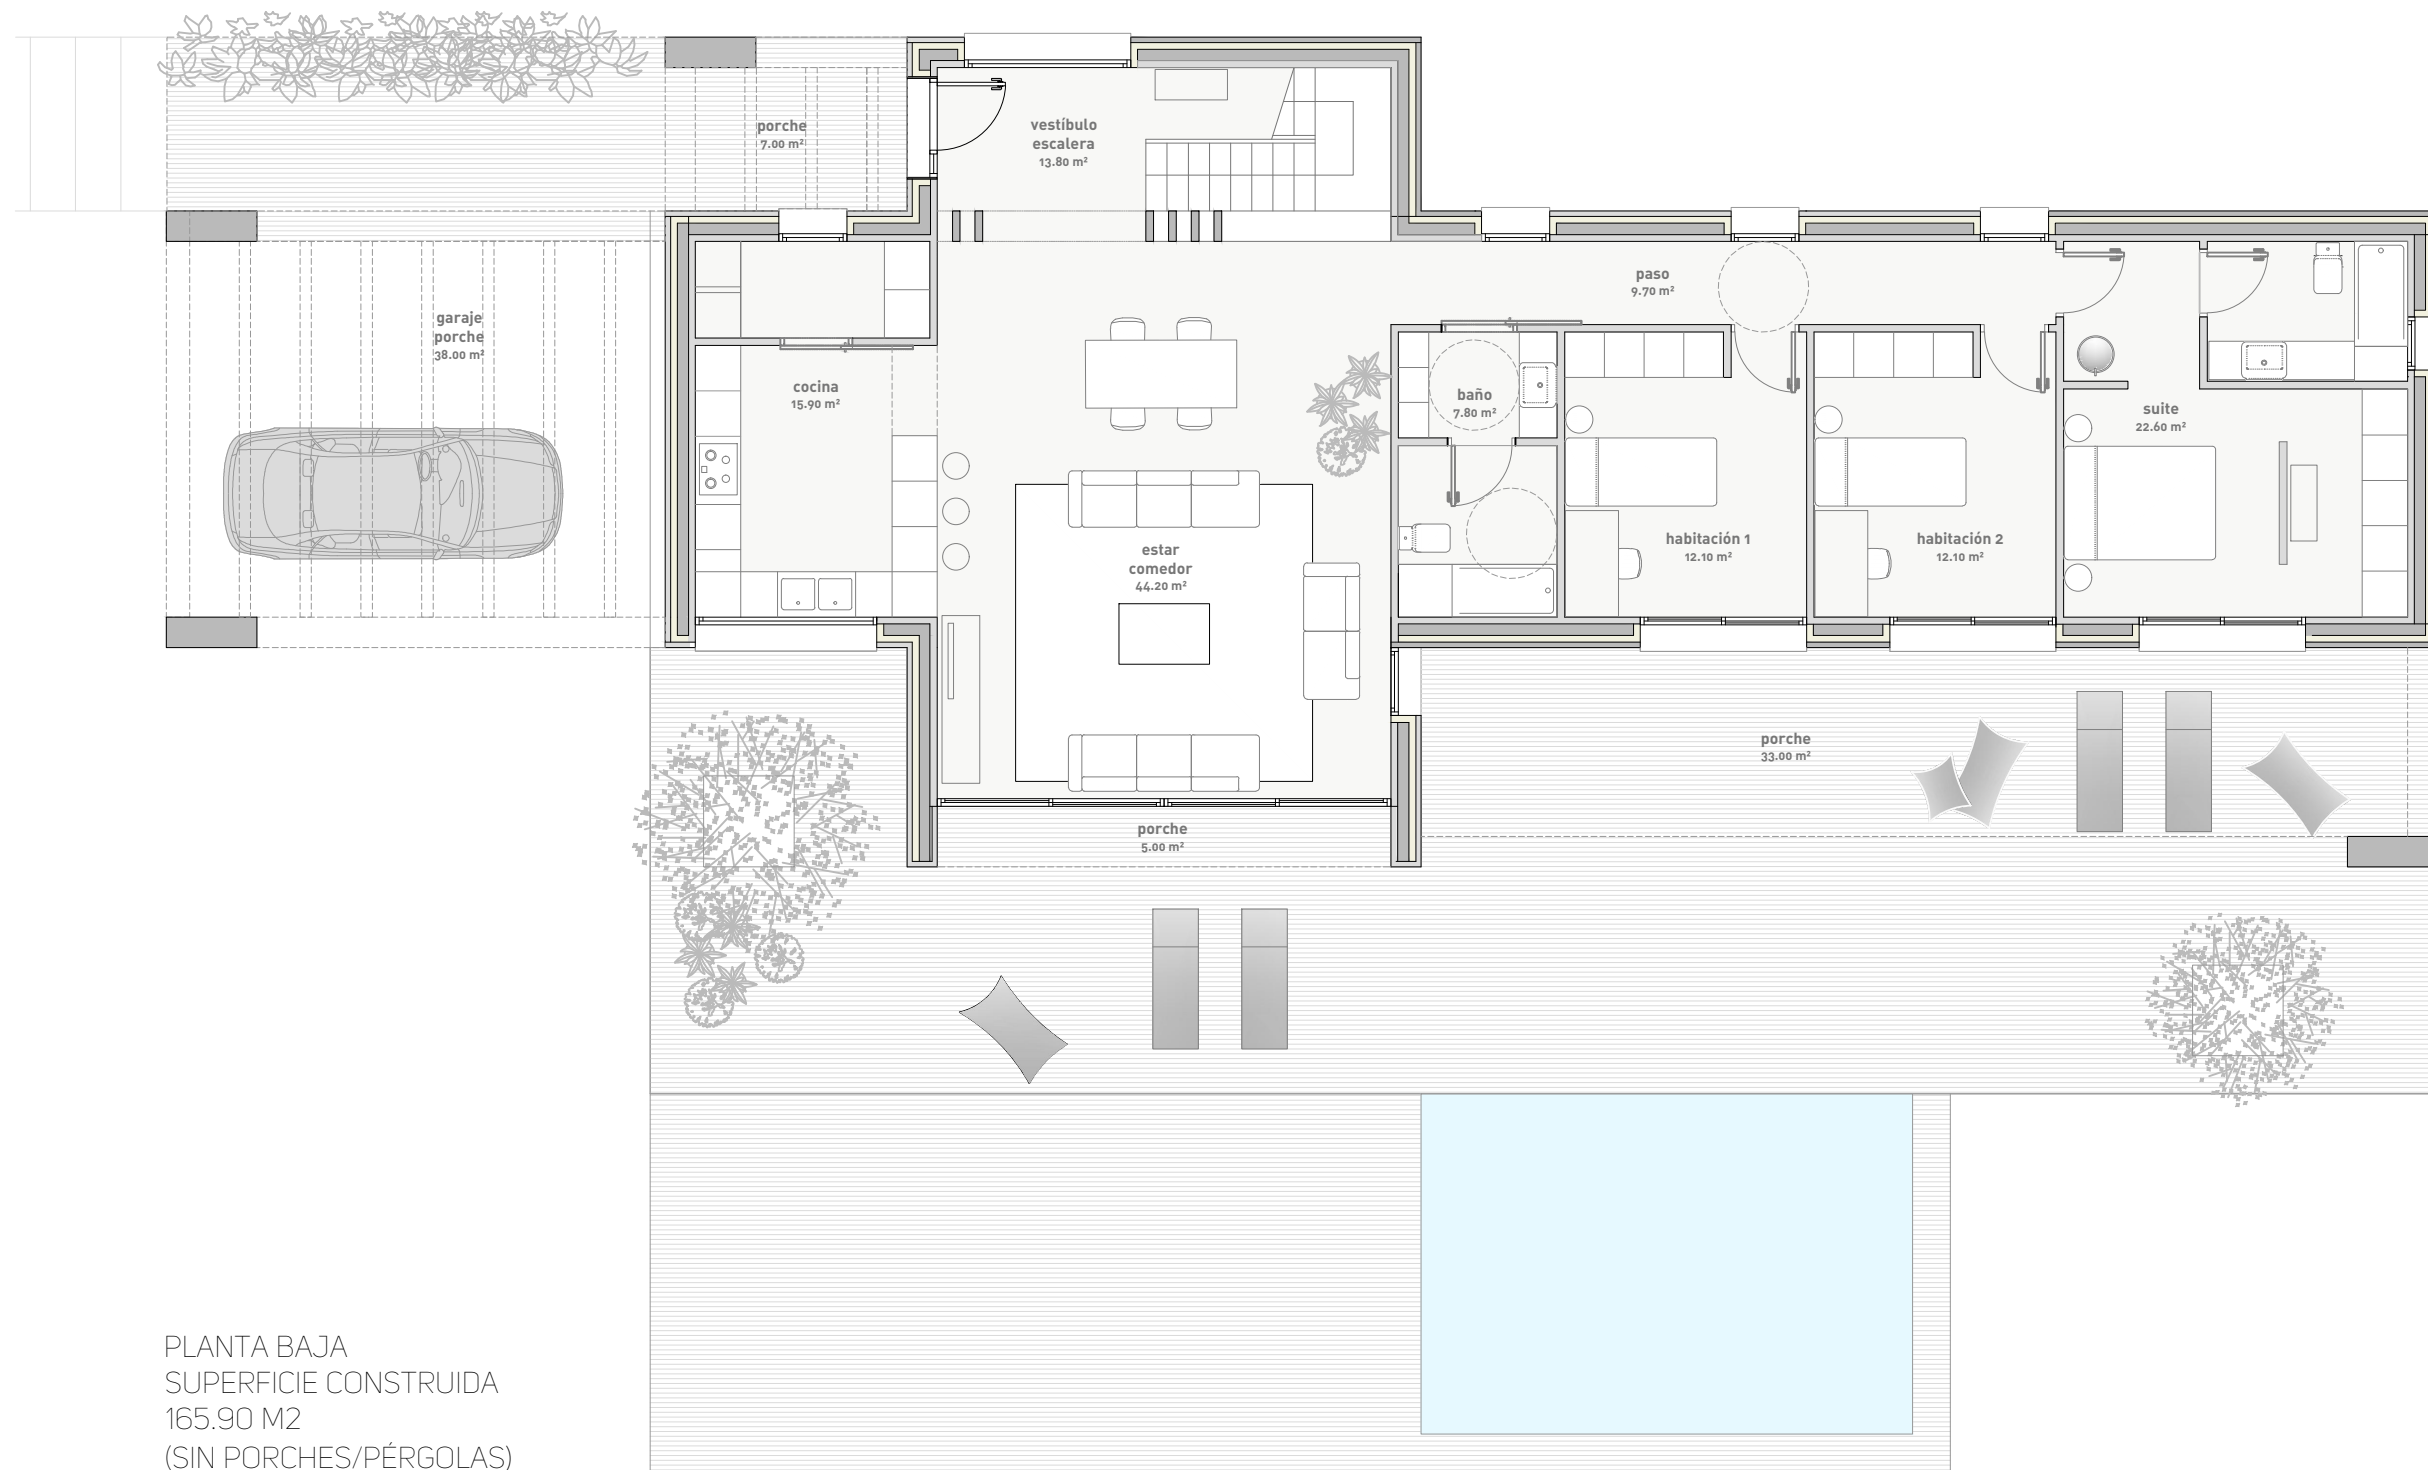 porche
7.00 m²
vestíbulo
escalera
13.80 m²
garaje
porche
38.00 m²
paso
9.70 m²
cocina
15.90 m²
baño
7.80 m²
suite
22.60 m²
estar
comedor
44.20 m²
habitación 1
12.10 m²
habitación 2
12.10 m²
porche
33.00 m²
porche
5.00 m²
PLANTA BAJA
SUPERFICIE CONSTRUIDA
165.90 M2
(SIN PORCHES/PÉRGOLAS)